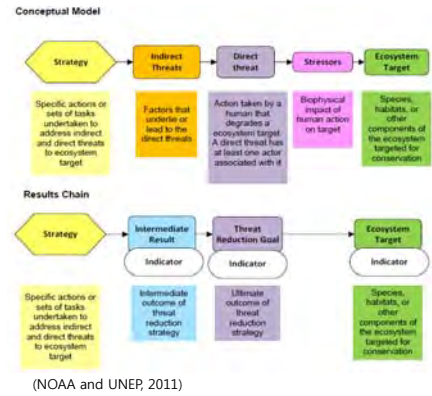 Conceptual Model
Strategy
Indirect
Threats
Direct
threat
Stressors
Ecosystem
Target
Specific actions or
sets of tasks
undertaken to
address indirect
and direct threats
to ecosystem
target
Factors that
underlie or
lead to the
direct threats
Action taken by a
human that
degrades a
ecosystem target.
A direct threat has
at least one actor
associated with it
Biophysical
impact of
human action
on target
Species,
habitats, or
other
components of
the ecosystem
targeted for
conservation
Results Chain
Strategy
Intermediate
Result
Indicator
Threat
Reduction Goal
Indicator
Ecosystem
Target
Indicator
Specific actions or
sets of tasks
undertaken to
address indirect
and direct threats
to ecosystem
target
Intermediate
outcome of
threat
reduction
strategy
Ultimate
outcome of
threat
reduction
strategy
Species,
habitats, or
other
components of
the ecosystem
targeted for
conservation
(NOAA and UNEP, 2011)